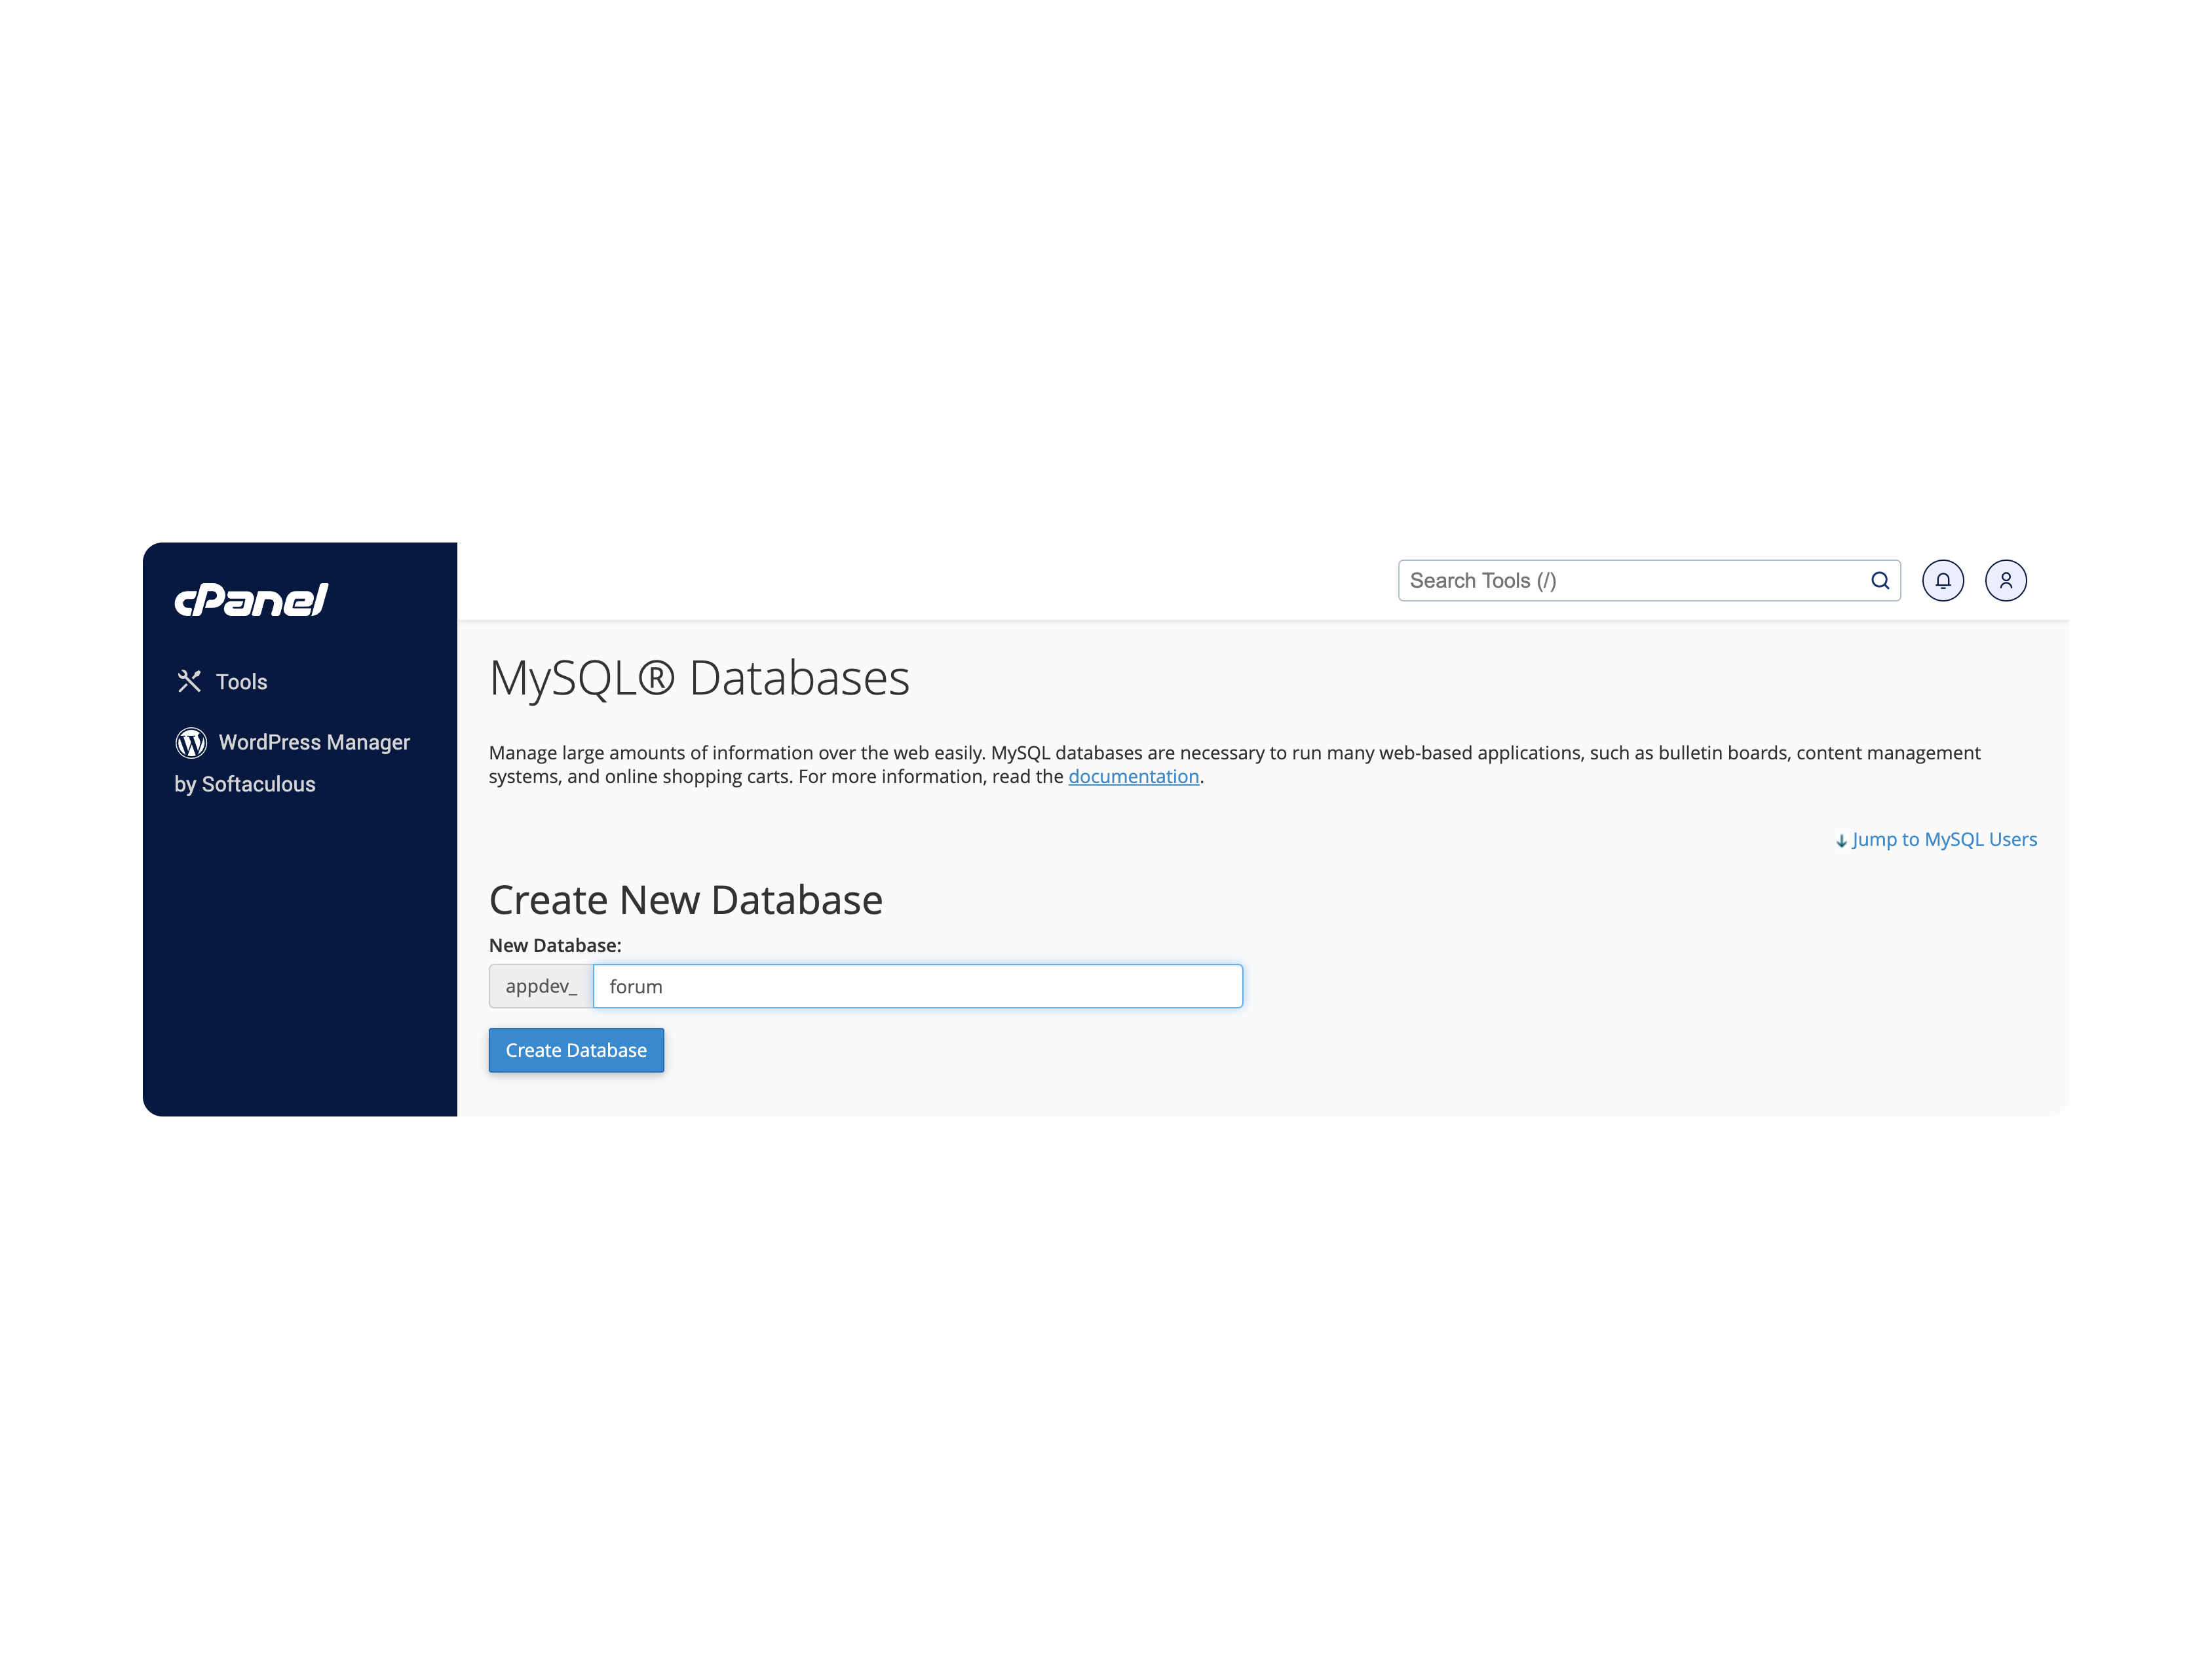 cPanel
Search Tools (/)
Tools
WordPress Manager
by Softaculous
MySQL® Databases
Manage large amounts of information over the web easily. MySQL databases are necessary to run many web-based applications, such as bulletin boards, content management
systems, and online shopping carts. For more information, read the documentation.
Jump to MySQL Users
Create New Database
New Database:
appdev_ forum
Create Database